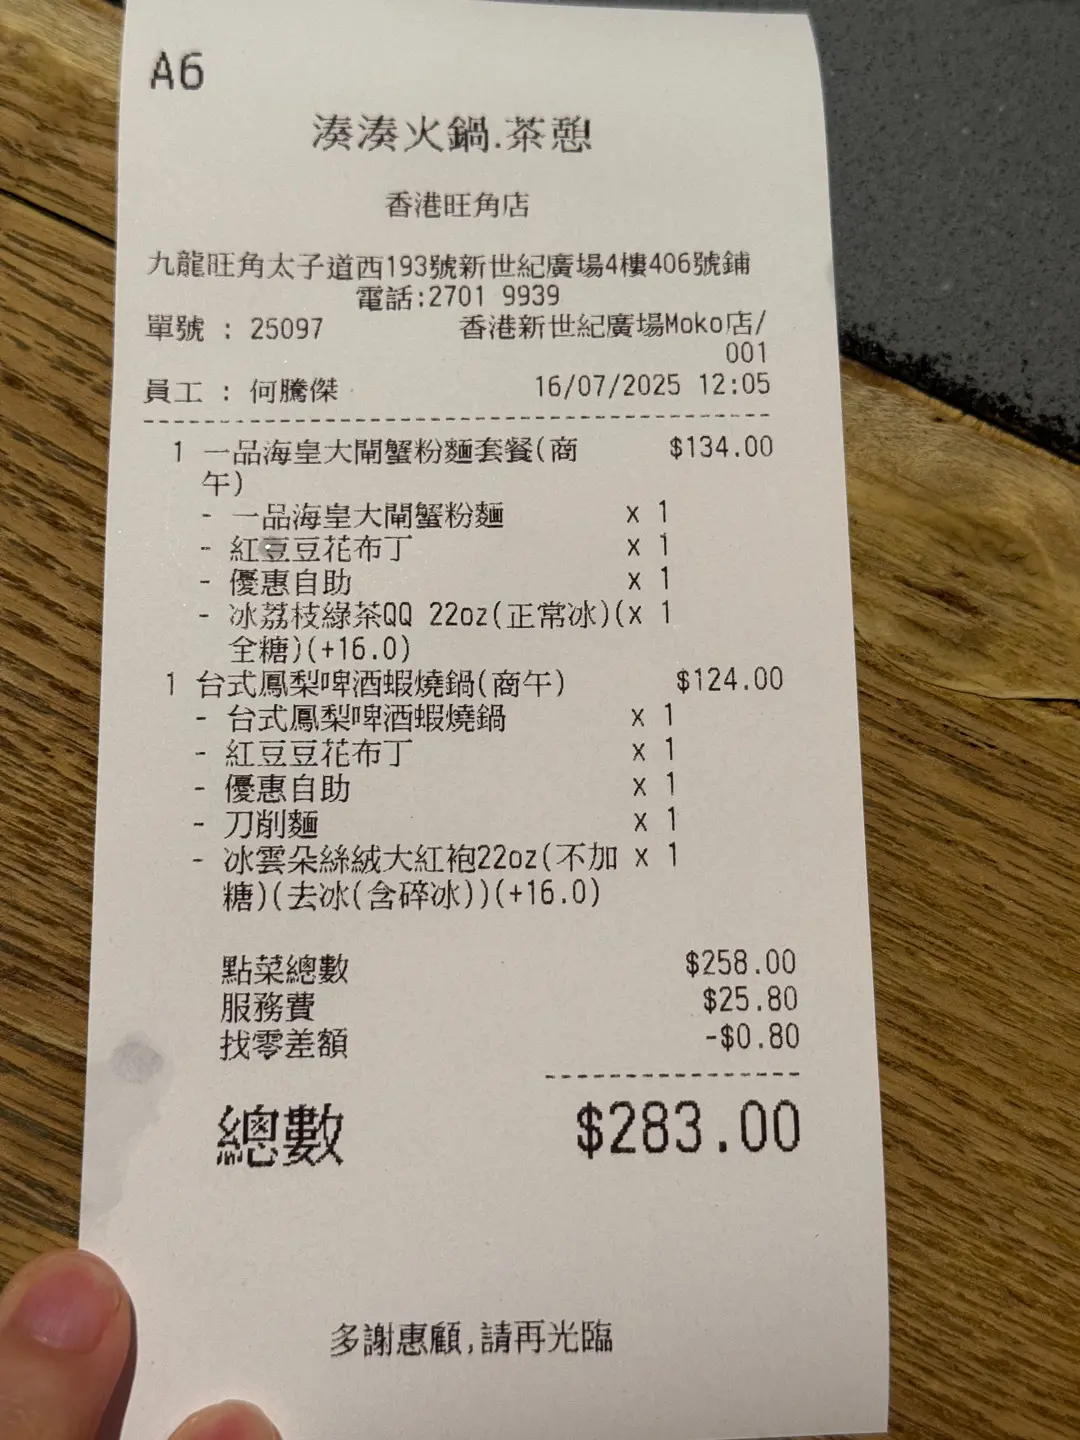 A6
湊湊火鍋.茶憩
香港旺角店
九龍旺角太子道西193號新世紀廣場4樓406號鋪
電話:2701 9939
單號 : 25097 香港新世紀廣場Moko店/
001
員工 : 何騰傑 16/07/2025 12:05
1 一品海皇大閘蟹粉麵套餐(商 $134.00
午)
- 一品海皇大閘蟹粉麵 x 1
- 紅豆豆花布丁 x 1
- 優惠自助 x 1
- 冰荔枝綠茶QQ 22oz(正常冰)( x 1
全糖)(+16.0)
1 台式鳳梨啤酒蝦燒鍋(商午) $124.00
- 台式鳳梨啤酒蝦燒鍋 x 1
- 紅豆豆花布丁 x 1
- 優惠自助 x 1
- 刀削麵 x 1
- 冰雲朵絲絨大紅袍22oz(不加 x 1
糖)(去冰(含碎冰))(+16.0)
點菜總數 $258.00
服務費 $25.80
找零差額 -$0.80
總數 $283.00
多謝惠顧,請再光臨